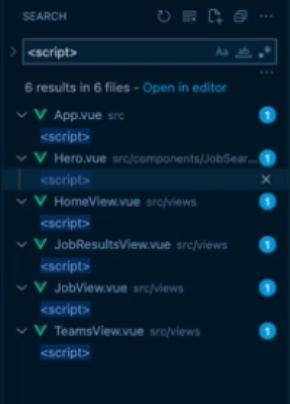 SEARCH
<script>
Aa ab .*
6 results in 6 files - Open in editor
App.vue src 1
<script>
Hero.vue src/components/JobSear... 1
<script>
HomeView.vue src/views 1
<script>
JobResultsView.vue src/views 1
<script>
JobView.vue src/views 1
<script>
TeamsView.vue src/views 1
<script>